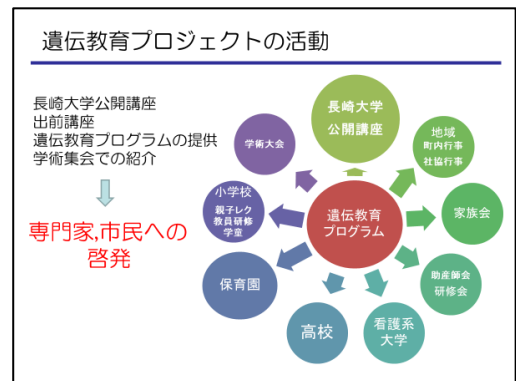 遺伝教育プロジェクトの活動
長崎大学公開講座
出前講座
遺伝教育プログラムの提供
学術集会での紹介
専門家,市民への
啓発
長崎大学
公開講座
地域
町内行事
社協行事
家族会
助産師会
研修会
看護系
大学
高校
保育園
小学校
親子レク
教員研修
学童
学術大会
遺伝教育
プログラム